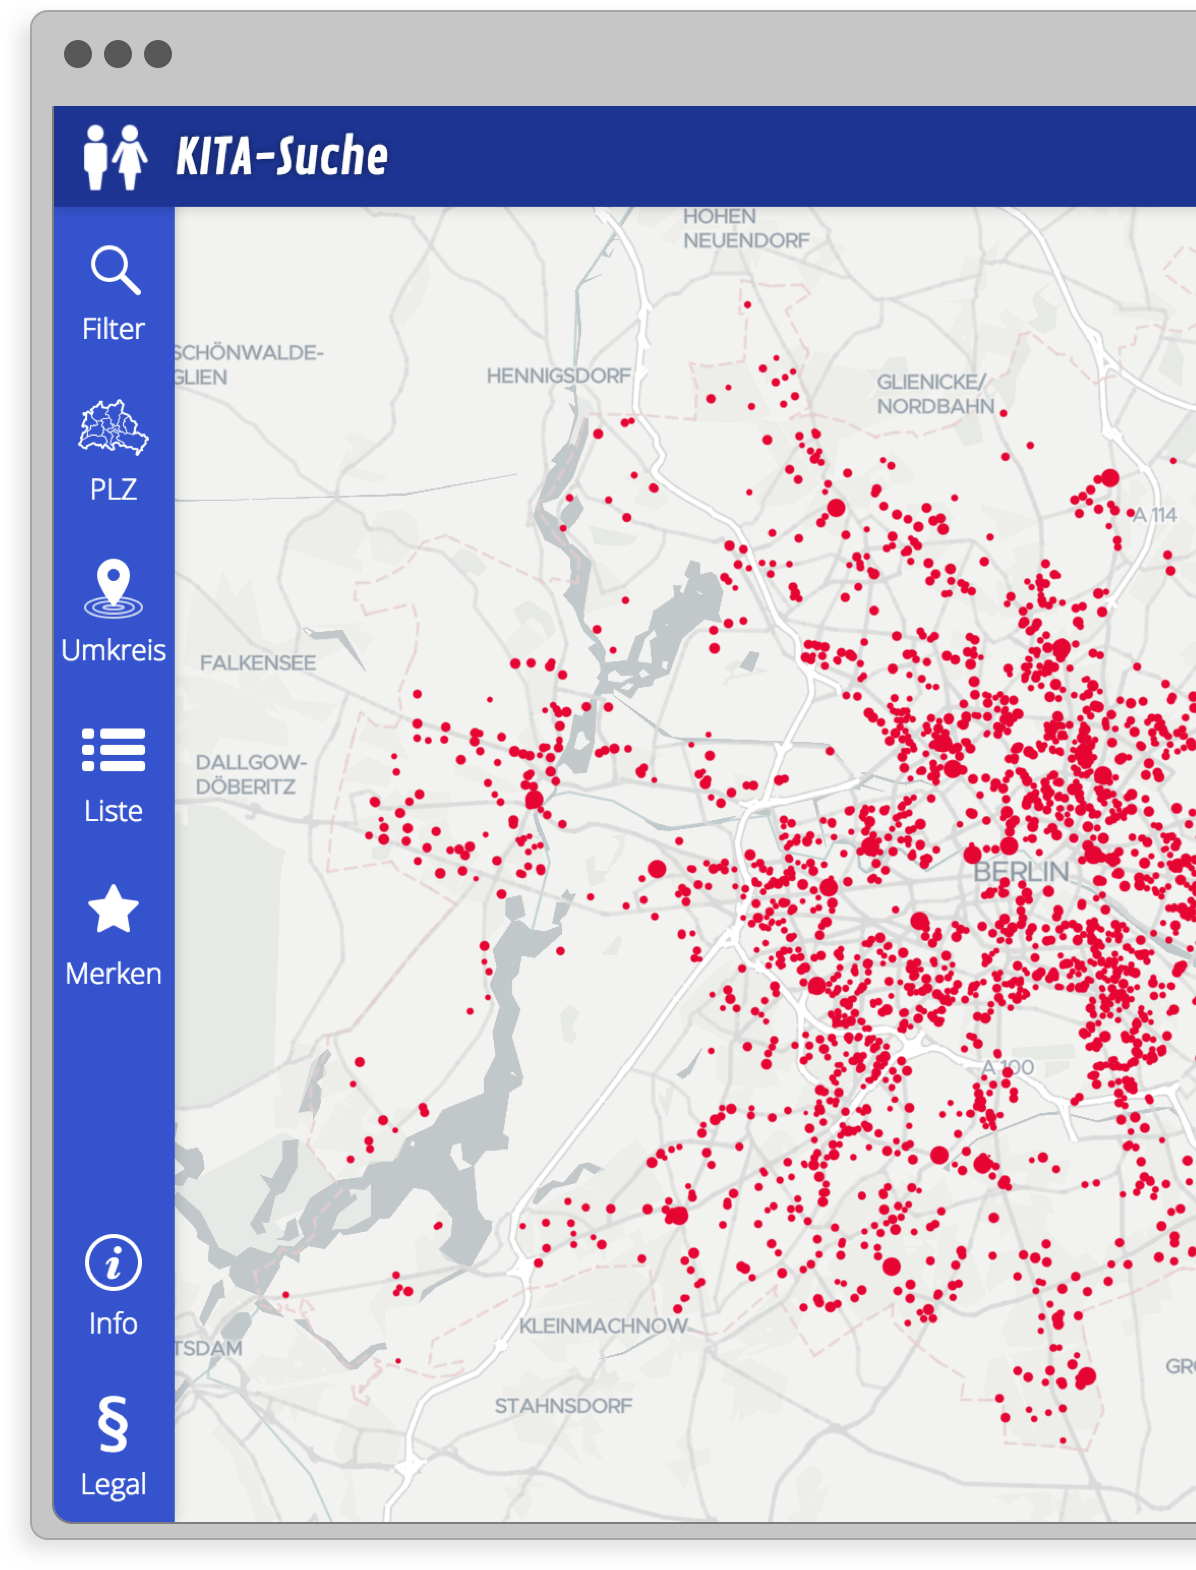 KITA-Suche
Filter
PLZ
Umkreis
Liste
Merken
Info
§
Legal
HOHEN
NEUENDORF
SCHÖNWALDE-
GLIEN
HENNIGSDORF
GLIENICKE/
NORDBAHN
A 114
FALKENSEE
DALLGOW-
DÖBERITZ
BERLIN
A 100
KLEINMACHNOW
TSDAM
GRO
STAHNSDORF